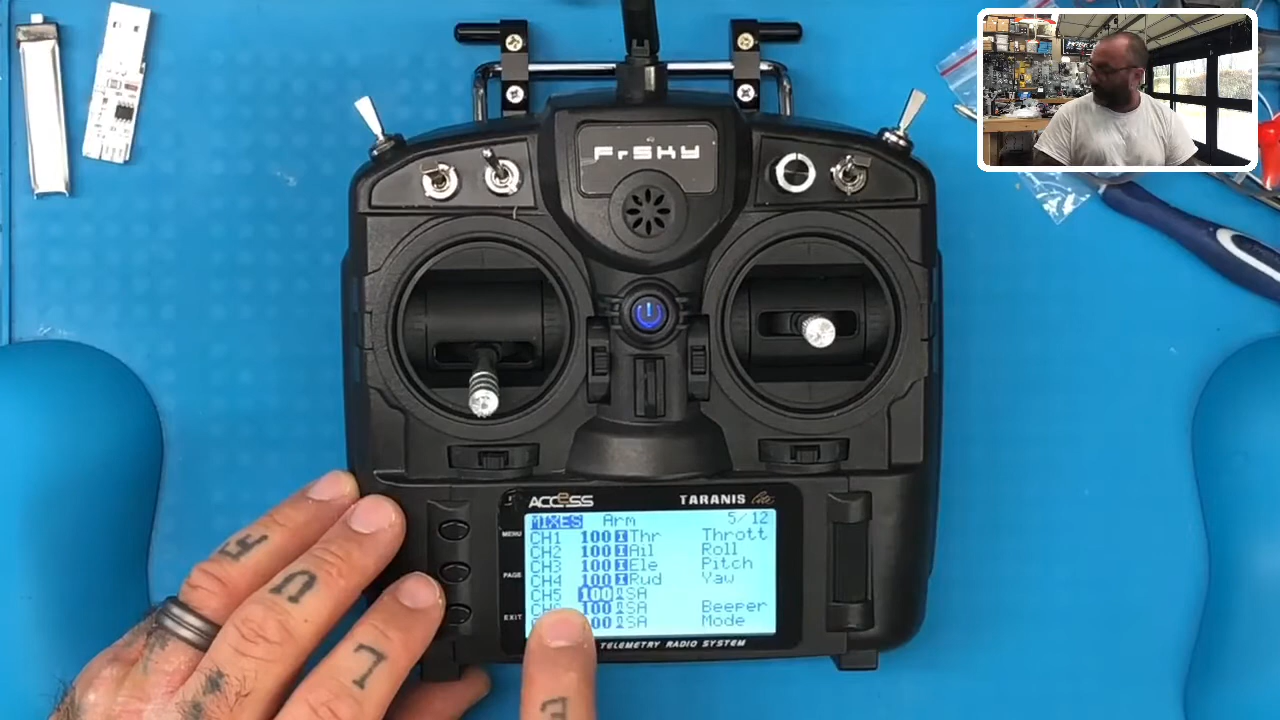 FrSKY
ACCESS
TARANIS
MENU
PAGE
EXIT
MIXES Arm 5/12
CH1 100 I Thr Thrott
CH2 100 I Ail Roll
CH3 100 I Ele Pitch
CH4 100 I Rud Yaw
CH5 100 SA
100 SA Beeper
100 SA Mode
TELEMETRY RADIO SYSTEM
U
L
E